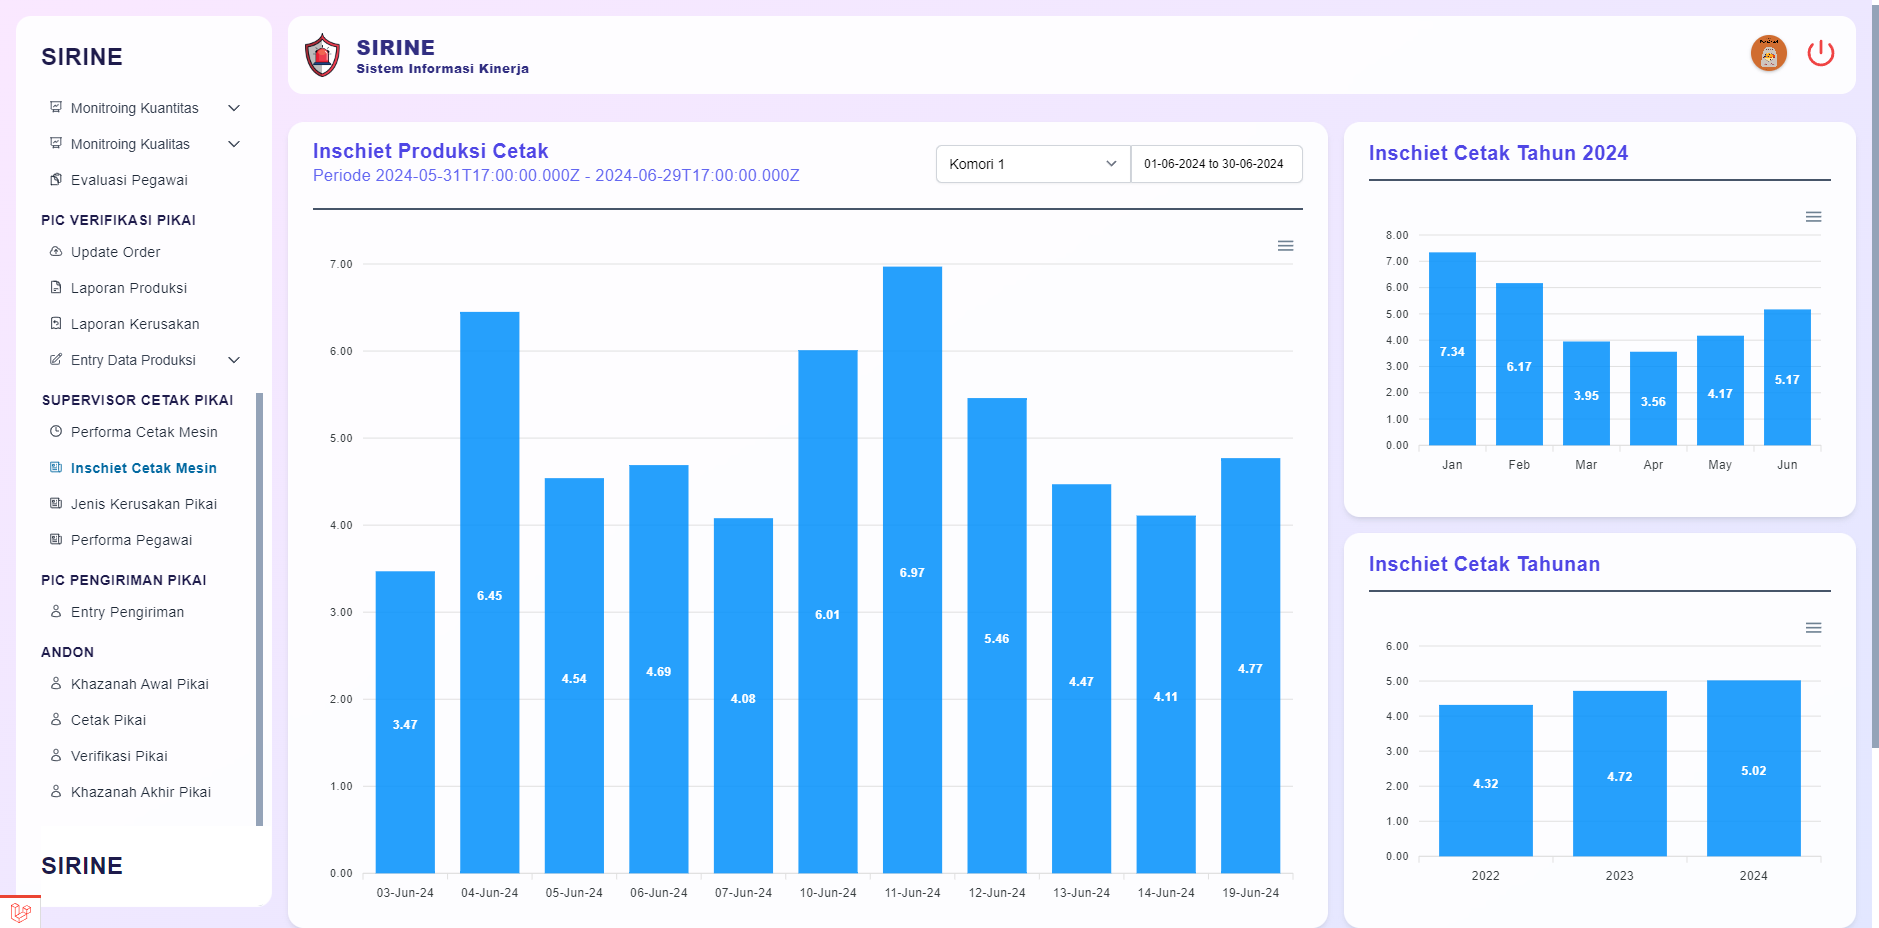 SIRINE
Monitroing Kuantitas
Monitroing Kualitas
Evaluasi Pegawai
PIC VERIFIKASI PIKAI
Update Order
Laporan Produksi
Laporan Kerusakan
Entry Data Produksi
SUPERVISOR CETAK PIKAI
Performa Cetak Mesin
Inschiet Cetak Mesin
Jenis Kerusakan Pikai
Performa Pegawai
PIC PENGIRIMAN PIKAI
Entry Pengiriman
ANDON
Khazanah Awal Pikai
Cetak Pikai
Verifikasi Pikai
Khazanah Akhir Pikai
SIRINE
SIRINE
Sistem Informasi Kinerja
Inschiet Produksi Cetak
Periode 2024-05-31T17:00:00.000Z - 2024-06-29T17:00:00.000Z
Komori 1
01-06-2024 to 30-06-2024
7.00
6.00
5.00
4.00
3.00
2.00
1.00
0.00
3.47
6.45
4.54
4.69
4.08
6.01
6.97
5.46
4.47
4.11
4.77
03-Jun-24
04-Jun-24
05-Jun-24
06-Jun-24
07-Jun-24
10-Jun-24
11-Jun-24
12-Jun-24
13-Jun-24
14-Jun-24
19-Jun-24
Inschiet Cetak Tahun 2024
8.00
7.00
6.00
5.00
4.00
3.00
2.00
1.00
0.00
7.34
6.17
3.95
3.56
4.17
5.17
Jan
Feb
Mar
Apr
May
Jun
Inschiet Cetak Tahunan
6.00
5.00
4.00
3.00
2.00
1.00
0.00
4.32
4.72
5.02
2022
2023
2024